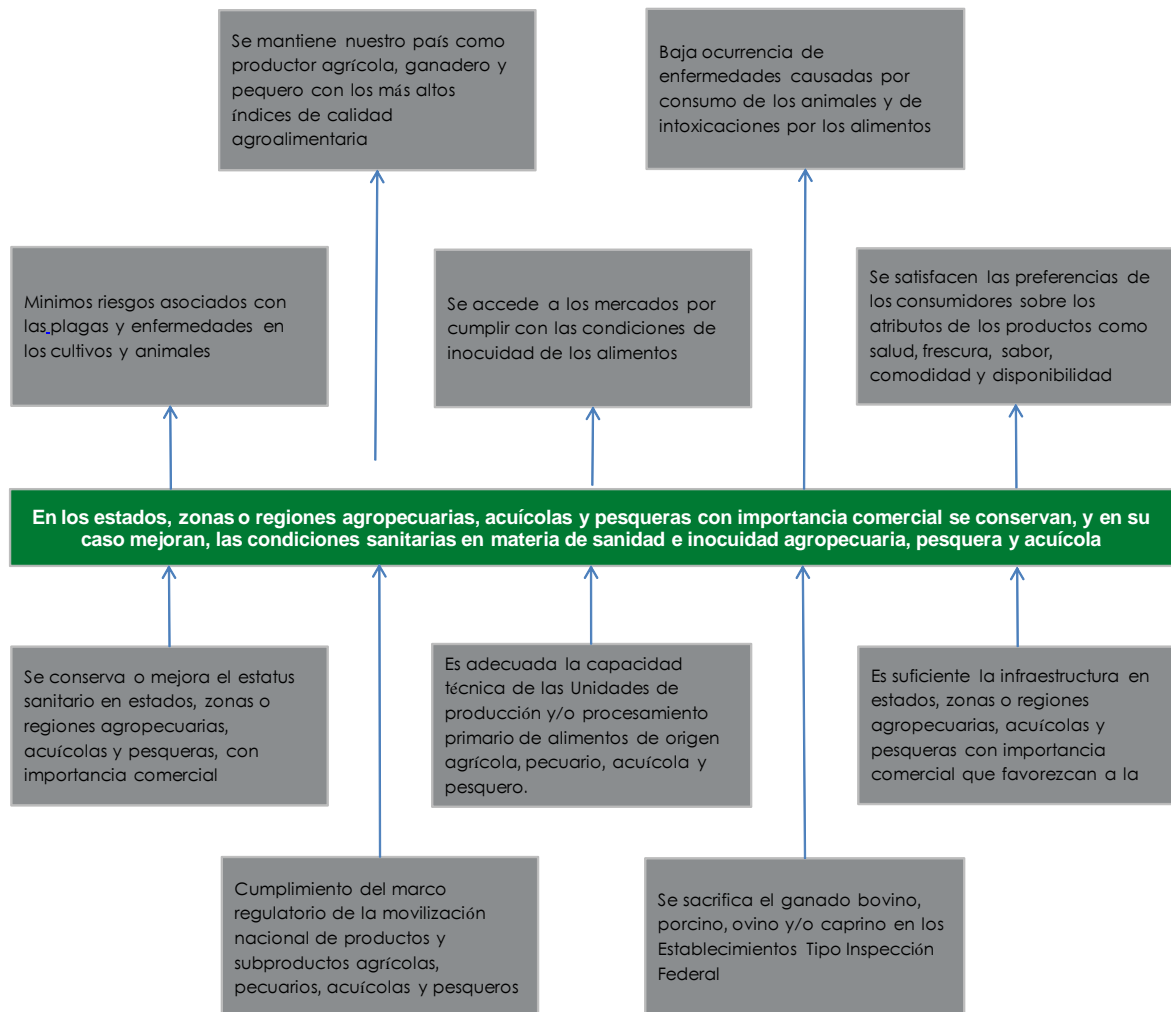 Se mantiene nuestro país como
productor agrícola, ganadero y
pequero con los más altos
índices de calidad
agroalimentaria
Baja ocurrencia de
enfermedades causadas por
consumo de los animales y de
intoxicaciones por los alimentos
Minimos riesgos asociados con
las plagas y enfermedades en
los cultivos y animales
Se accede a los mercados por
cumplir con las condiciones de
inocuidad de los alimentos
Se satisfacen las preferencias de
los consumidores sobre los
atributos de los productos como
salud, frescura, sabor,
comodidad y disponibilidad
En los estados, zonas o regiones agropecuarias, acuícolas y pesqueras con importancia comercial se conservan, y en su
caso mejoran, las condiciones sanitarias en materia de sanidad e inocuidad agropecuaria, pesquera y acuícola
Se conserva o mejora el estatus
sanitario en estados, zonas o
regiones agropecuarias,
acuícolas y pesqueras, con
importancia comercial
Es adecuada la capacidad
técnica de las Unidades de
producción y/o procesamiento
primario de alimentos de origen
agrícola, pecuario, acuícola y
pesquero.
Es suficiente la infraestructura en
estados, zonas o regiones
agropecuarias, acuícolas y
pesqueras con importancia
comercial que favorezcan a la
Cumplimiento del marco
regulatorio de la movilización
nacional de productos y
subproductos agrícolas,
pecuarios, acuícolas y pesqueros
Se sacrifica el ganado bovino,
porcino, ovino y/o caprino en los
Establecimientos Tipo Inspección
Federal